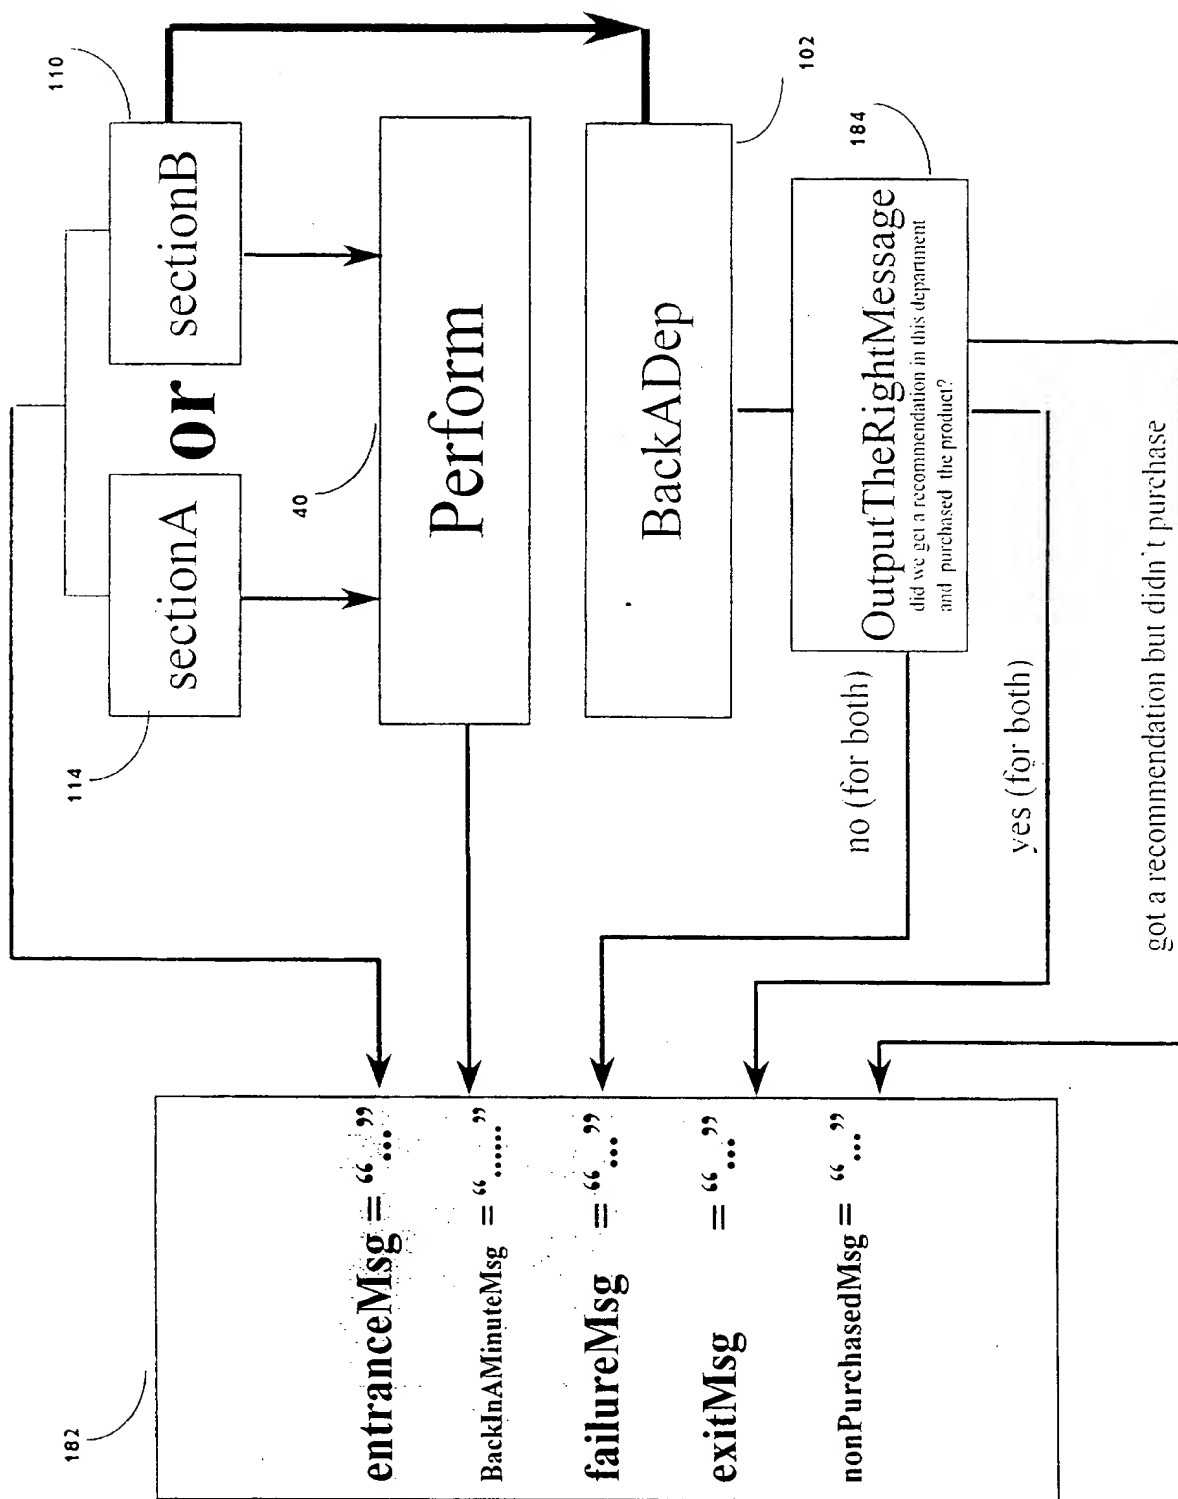 182
entranceMsg = “...”
BackInAMinuteMsg = “......”
failureMsg = “...”
exitMsg = “...”
nonPurchasedMsg = “...”
114
sectionA
or
sectionB
110
40
Perform
BackADep
102
184
OutputTheRightMessage
did we get a recommendation in this department
and purchased the product?
no (for both)
yes (for both)
got a recommendation but didn't purchase